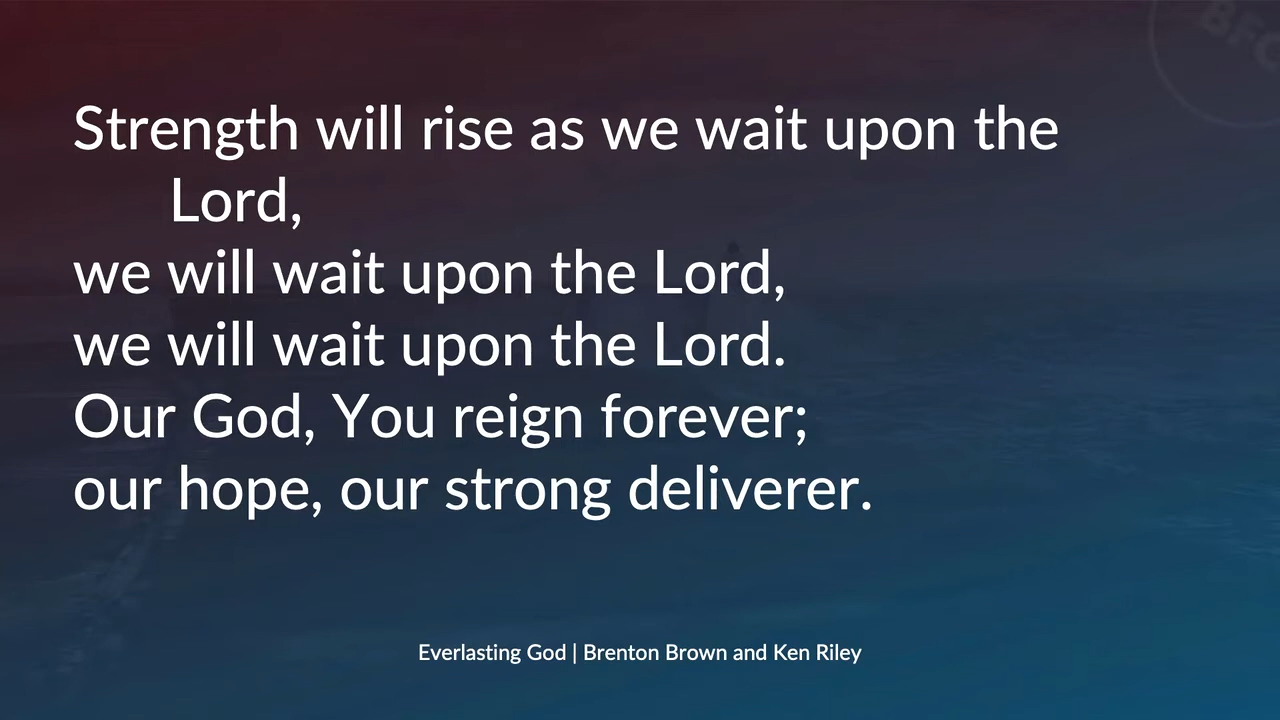 BFC
Strength will rise as we wait upon the
Lord,
we will wait upon the Lord,
we will wait upon the Lord.
Our God, You reign forever;
our hope, our strong deliverer.
Everlasting God | Brenton Brown and Ken Riley